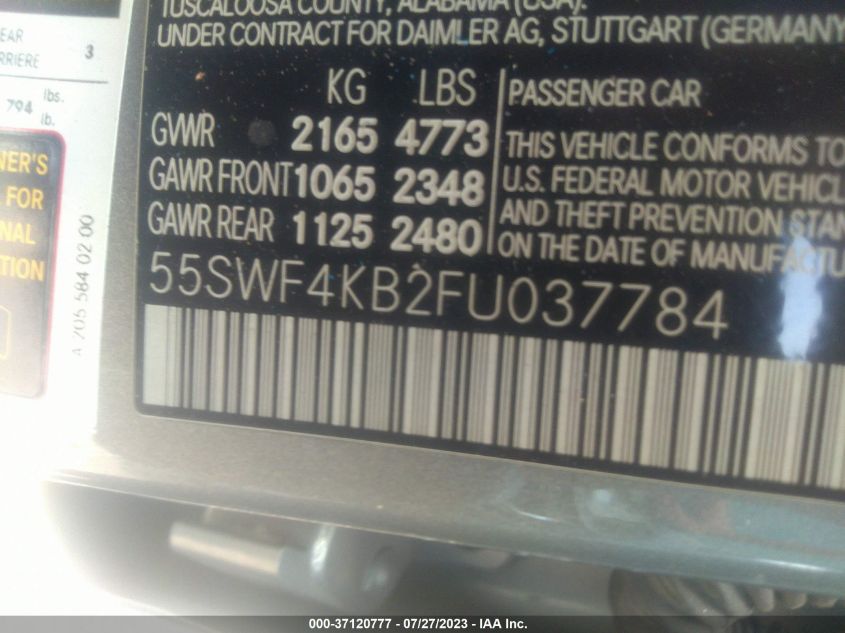 TUSCALOOSA COUNTY, ALABAMA (USA).
UNDER CONTRACT FOR DAIMLER AG, STUTTGART (GERMANY
KG LBS
GVWR 2165 4773
GAWR FRONT 1065 2348
GAWR REAR 1125 2480
PASSENGER CAR
THIS VEHICLE CONFORMS TO
U.S. FEDERAL MOTOR VEHICL
AND THEFT PREVENTION STAN
ON THE DATE OF MANUFACTU
55SWF4KB2FU037784
EAR
RRIERE 3
794 lbs.
lb.
NER'S
FOR
NAL
TION
A 205 584 02 00
000-37120777 / 07/27/2023 - IAA Inc.